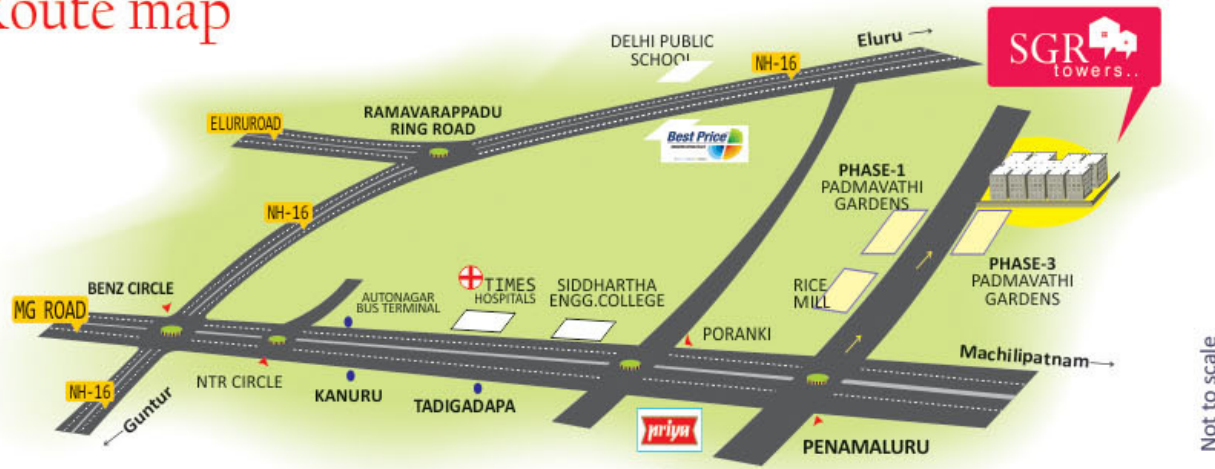 Route map
DELHI PUBLIC
SCHOOL
Eluru
NH-16
SGR
towers..
ELURUROAD
RAMAVARAPPADU
RING ROAD
Best Price
PHASE-1
PADMAVATHI
GARDENS
NH-16
BENZ CIRCLE
MG ROAD
AUTONAGAR
BUS TERMINAL
TIMES
HOSPITALS
SIDDHARTHA
ENGG.COLLEGE
RICE
MILL
PHASE-3
PADMAVATHI
GARDENS
PORANKI
Machilipatnam
NTR CIRCLE
KANURU
TADIGADAPA
NH-16
Guntur
priya
PENAMALURU
Not to scale